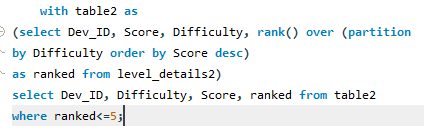 with table2 as
(select Dev_ID, Score, Difficulty, rank() over (partition
by Difficulty order by Score desc)
as ranked from level_details2)
select Dev_ID, Difficulty, Score, ranked from table2
where ranked<=5;